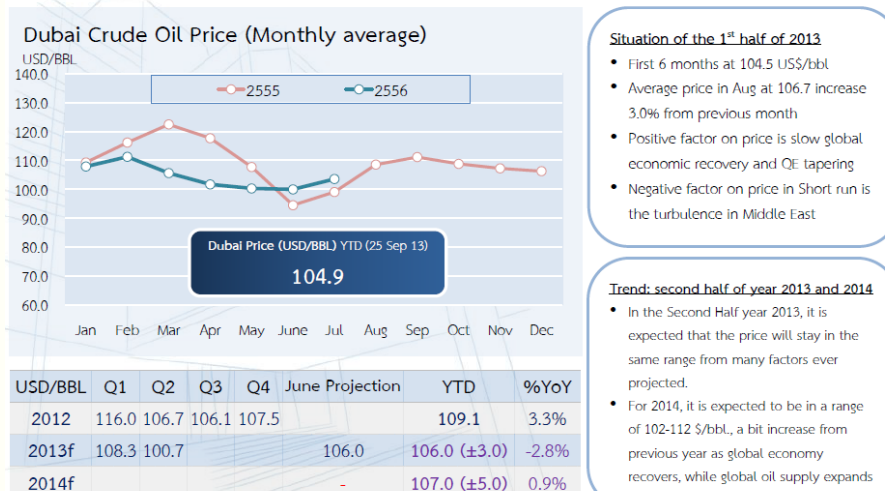 Dubai Crude Oil Price (Monthly average)
USD/BBL
140.0
130.0
120.0
110.0
100.0
90.0
80.0
70.0
60.0
2555 2556
Dubai Price (USD/BBL) YTD (25 Sep 13)
104.9
Jan Feb Mar Apr May June Jul Aug Sep Oct Nov Dec
USD/BBL Q1 Q2 Q3 Q4 June Projection YTD %YoY
2012 116.0 106.7 106.1 107.5 109.1 3.3%
2013f 108.3 100.7 106.0 106.0 (±3.0) -2.8%
2014f - 107.0 (±5.0) 0.9%
Situation of the 1st half of 2013
• First 6 months at 104.5 US$/bbl
• Average price in Aug at 106.7 increase
3.0% from previous month
• Positive factor on price is slow global
economic recovery and QE tapering
• Negative factor on price in Short run is
the turbulence in Middle East
Trend: second half of year 2013 and 2014
• In the Second Half year 2013, it is
expected that the price will stay in the
same range from many factors ever
projected.
• For 2014, it is expected to be in a range
of 102-112 $/bbl., a bit increase from
previous year as global economy
recovers, while global oil supply expands